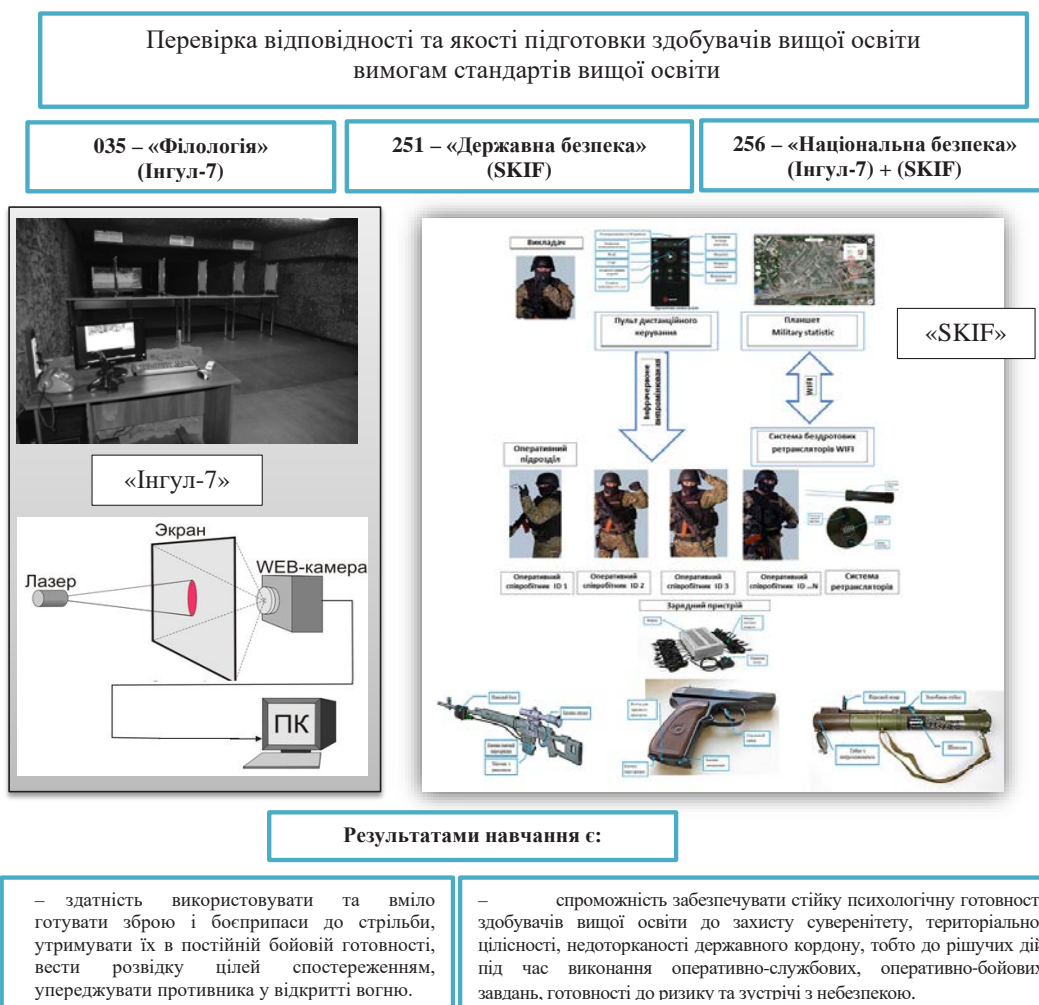 Перевірка відповідності та якості підготовки здобувачів вищої освіти
вимогам стандартів вищої освіти
035 – «Філологія»
(Інгул-7)
251 – «Державна безпека»
(SKIF)
256 – «Національна безпека»
(Інгул-7) + (SKIF)
Викладач
Пульт дистанційного
керування
Планшет
Military statistic
«SKIF»
Інфрачервоне
випромінювання
WIFI
Система бездротових
ретрансляторів WIFI
Оперативний
підрозділ
«Інгул-7»
Экран
WEB-камера
Лазер
ПК
Оперативний
співробітник ID 1
Оперативний
співробітник ID 2
Оперативний
співробітник ID 3
Оперативний
співробітник ID ...N
Система
ретрансляторів
Зарядний пристрій
Результатами навчання є:
– здатність використовувати та вміло
готувати зброю і боєприпаси до стрільби,
утримувати їх в постійній бойовій готовності,
вести розвідку цілей спостереженням,
упереджувати противника у відкритті вогню.
– спроможність забезпечувати стійку психологічну готовност
здобувачів вищої освіти до захисту суверенітету, територіально
цілісності, недоторканості державного кордону, тобто до рішучих дій
під час виконання оперативно-службових, оперативно-бойових
завдань, готовності до ризику та зустрічі з небезпекою.